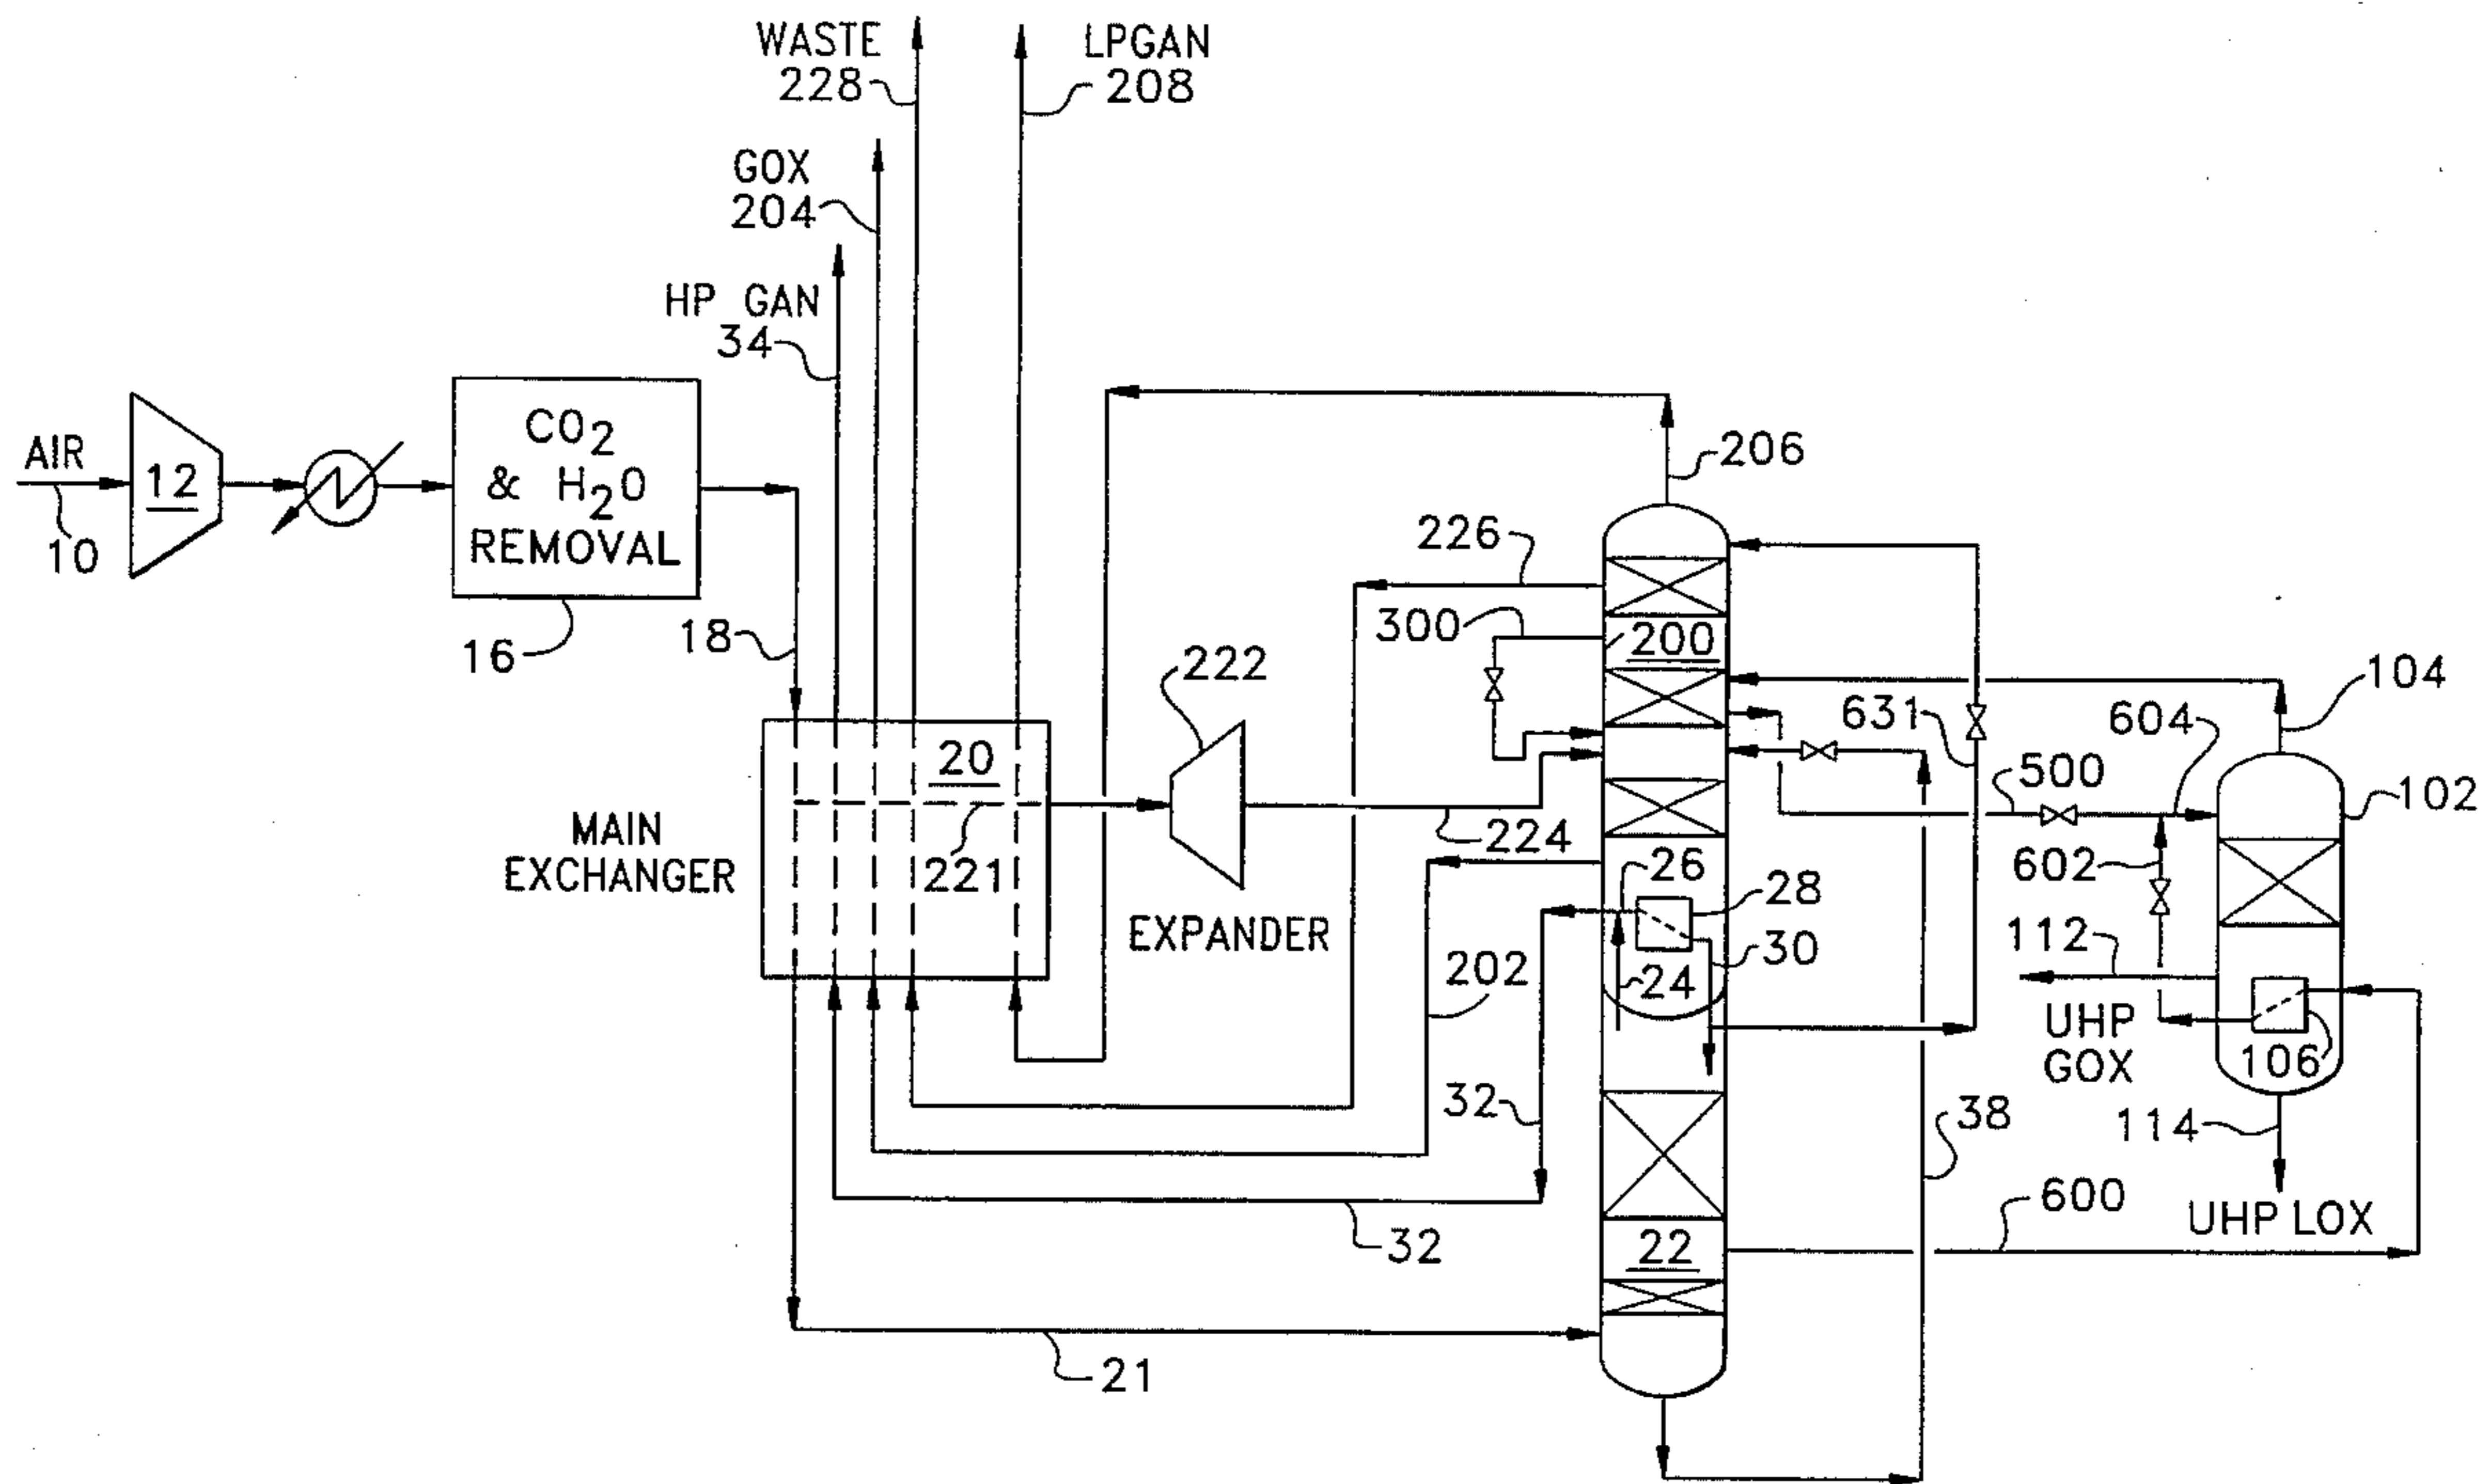 WASTE
228
LPGAN
208
GOX
204
HP GAN
34
AIR
10
12
CO2
& H2O
REMOVAL
16
18
20
221
MAIN
EXCHANGER
222
EXPANDER
224
206
226
300
200
631
104
604
500
102
602
26
28
30
24
202
112
UHP
GOX
106
114
UHP LOX
32
32
38
600
22
21